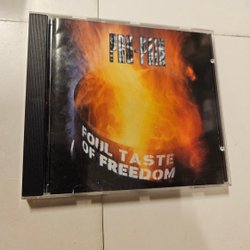 PRO-PAIN
FOUL TASTE
OF FREEDOM